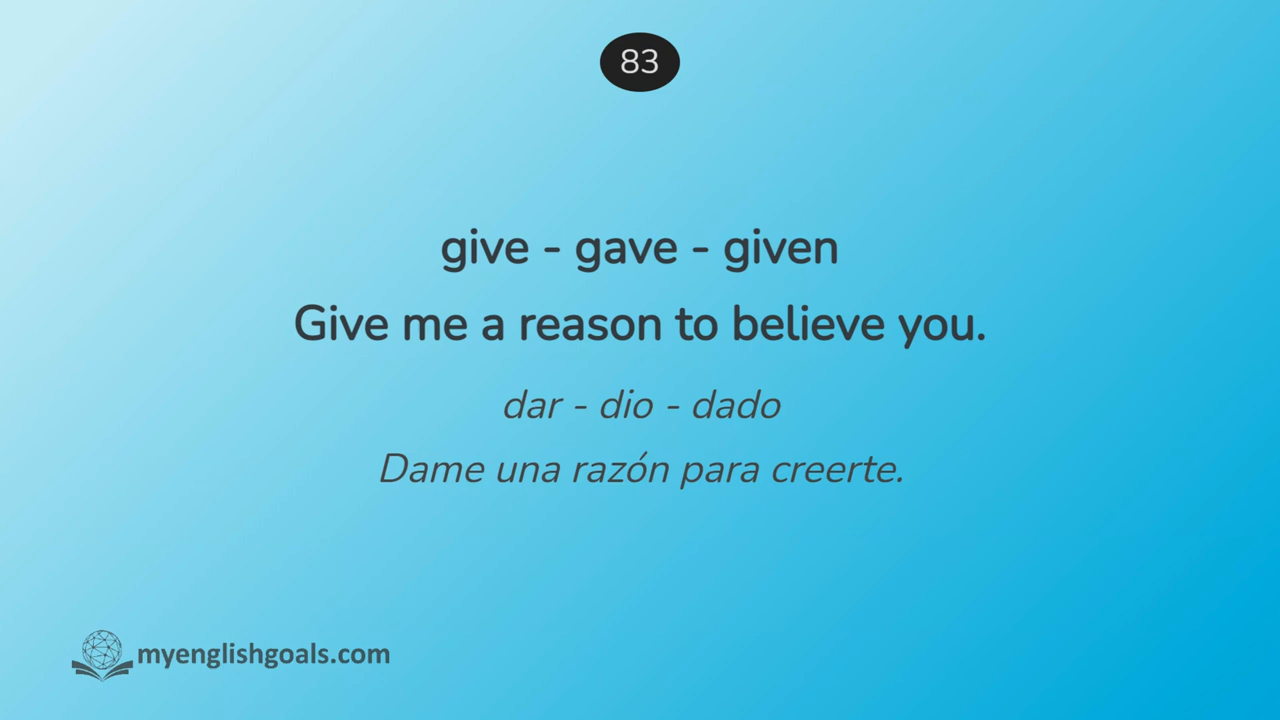 83
give - gave - given
Give me a reason to believe you.
dar - dio - dado
Dame una razón para creerte.
myenglishgoals.com